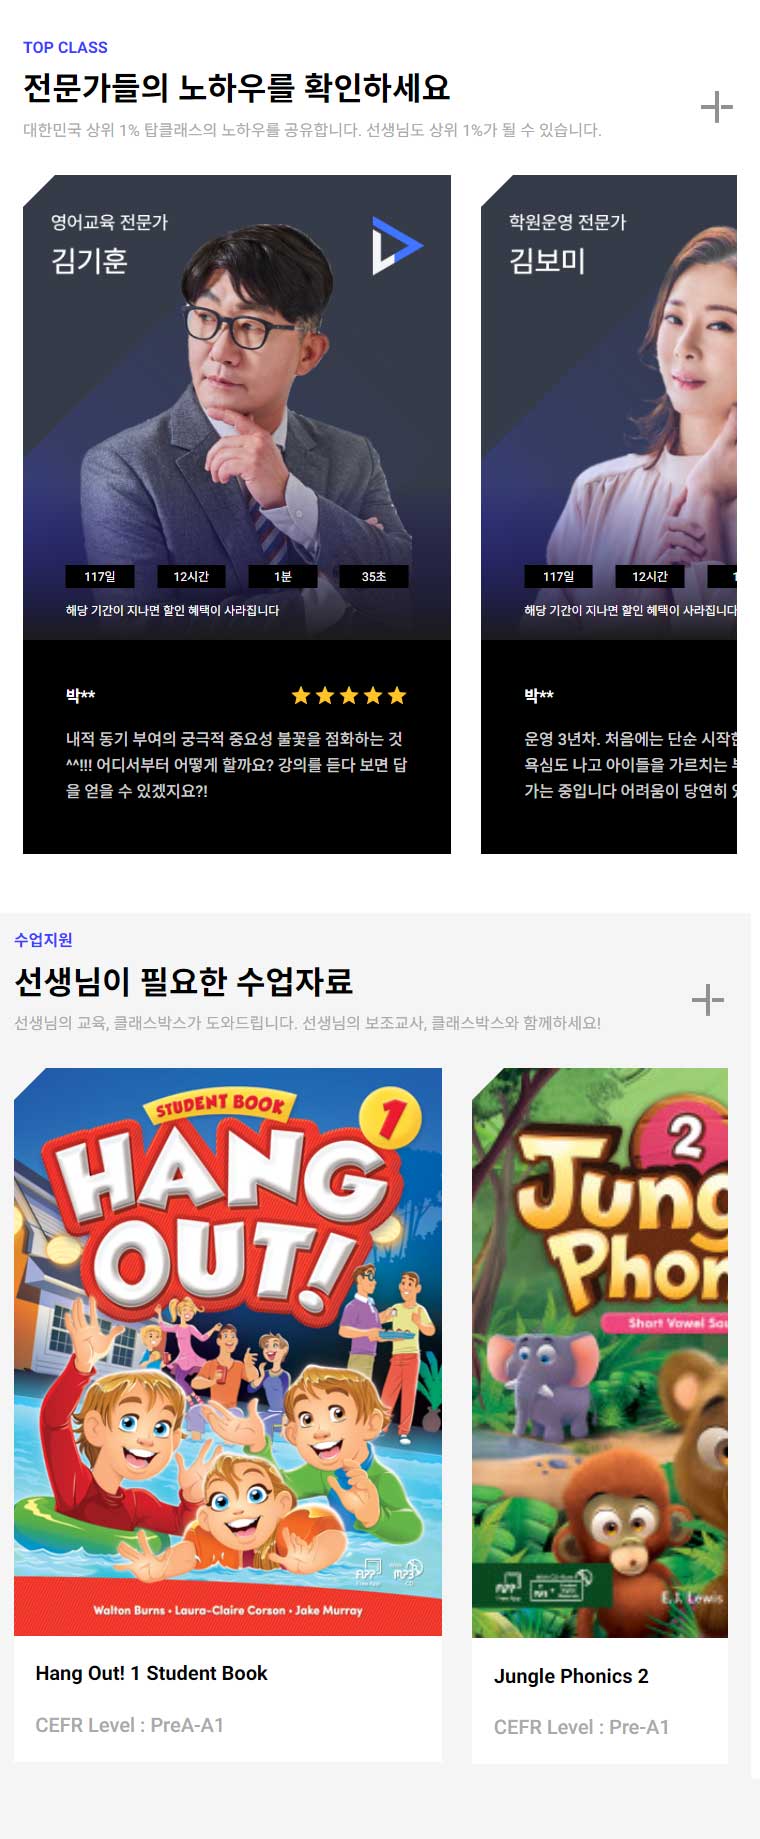 TOP CLASS
전문가들의 노하우를 확인하세요
대한민국 상위 1% 탑클래스의 노하우를 공유합니다. 선생님도 상위 1%가 될 수 있습니다.
영어교육 전문가
김기훈
117일 12시간 1분 35초
해당 기간이 지나면 할인 혜택이 사라집니다
박**
내적 동기 부여의 궁극적 중요성 불꽃을 점화하는 것
^^!!! 어디서부터 어떻게 할까요? 강의를 듣다 보면 답
을 얻을 수 있겠지요?!
학원운영 전문가
김보미
117일 12시간 1
해당 기간이 지나면 할인 혜택이 사라집니다
박**
운영 3년차. 처음에는 단순 시작한
욕심도 나고 아이들을 가르치는
가는 중입니다 어려움이 당연히
수업지원
선생님이 필요한 수업자료
선생님의 교육, 클래스박스가 도와드립니다. 선생님의 보조교사, 클래스박스와 함께하세요!
STUDENT BOOK
1
HANG
OUT!
APP
Free App
With
MP3
CD
Walton Burns • Laura-Claire Corson • Jake Murray
Hang Out! 1 Student Book
CEFR Level : PreA-A1
2
Jung
Phon
Short Vowel Sou
APP
Free App
E.J. Lewis
Jungle Phonics 2
CEFR Level : Pre-A1